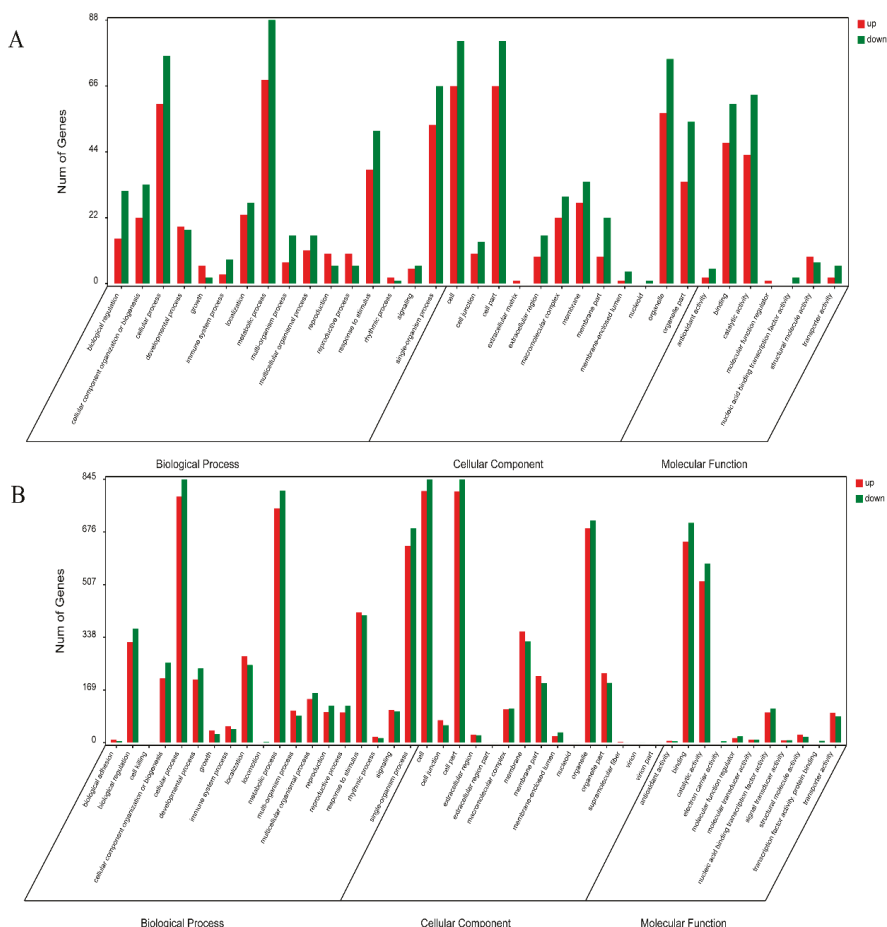 A
88
66
44
22
0
Num of Genes
up
down
biological regulation
cellular component organization or biogenesis
cellular process
developmental process
growth
immune system process
localization
metabolic process
multi-organism process
multicellular organismal process
reproduction
reproductive process
response to stimulus
rhythmic process
signaling
single-organism process
cell
cell junction
cell part
extracellular matrix
extracellular region
macromolecular complex
membrane
membrane part
membrane-enclosed lumen
nucleoid
organelle
organelle part
antioxidant activity
binding
catalytic activity
molecular function regulator
nucleic acid binding transcription factor activity
structural molecule activity
transporter activity
Biological Process
Cellular Component
Molecular Function
B
845
676
507
338
169
0
Num of Genes
up
down
biological adhesion
biological regulation
cell killing
cellular component organization or biogenesis
cellular process
developmental process
growth
immune system process
localization
locomotion
metabolic process
multi-organism process
multicellular organismal process
reproduction
reproductive process
response to stimulus
rhythmic process
signaling
single-organism process
cell
cell junction
cell part
extracellular region
extracellular region part
macromolecular complex
membrane
membrane part
membrane-enclosed lumen
nucleoid
organelle
organelle part
supramolecular fiber
virion
virion part
antioxidant activity
binding
catalytic activity
electron carrier activity
molecular function regulator
molecular transducer activity
nucleic acid binding transcription factor activity
signal transducer activity
structural molecule activity
transcription factor activity, protein binding
transporter activity
Biological Process
Cellular Component
Molecular Function